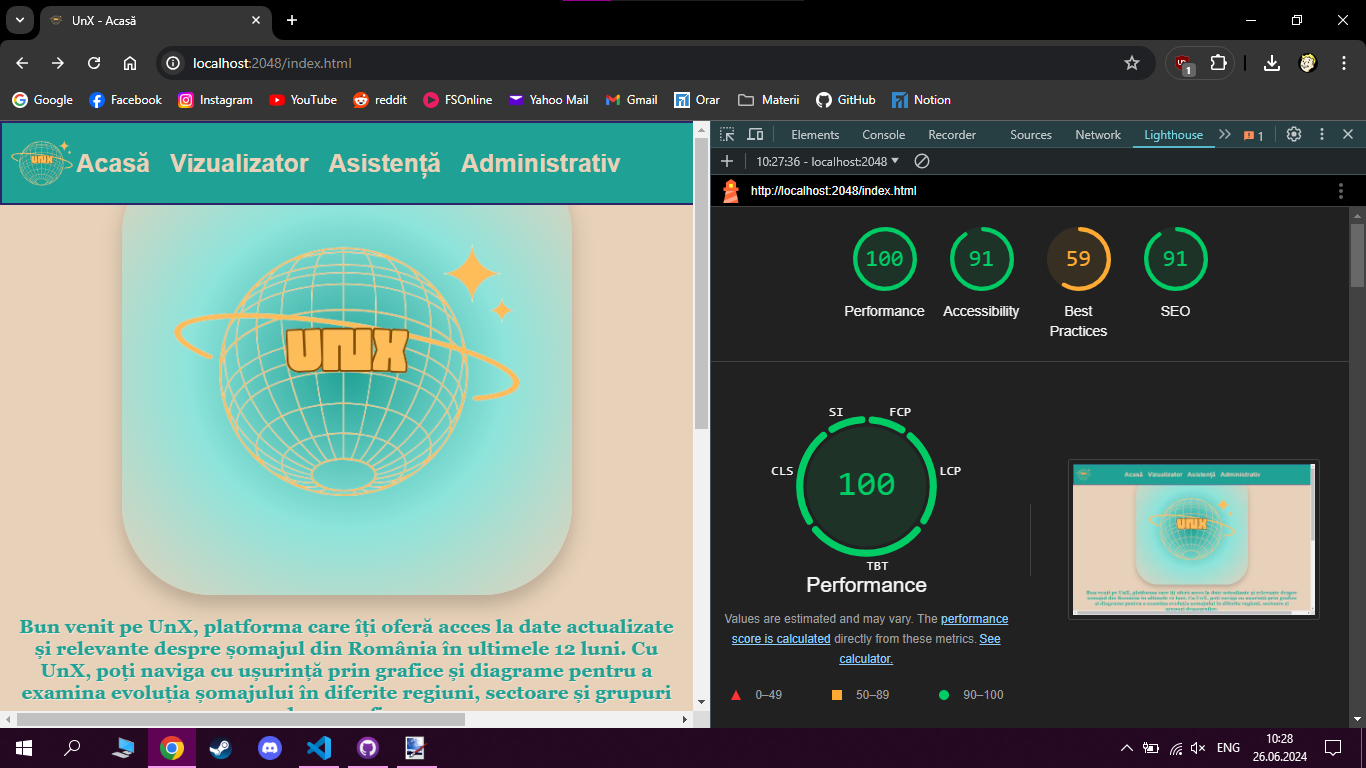 UnX - Acasă
localhost:2048/index.html
1
Google Facebook Instagram YouTube reddit FSOnline Yahoo Mail Gmail Orar Materii GitHub Notion
UNX Acasă Vizualizator Asistență Administrativ
UNX
Bun venit pe UnX, platforma care îți oferă acces la date actualizate
și relevante despre șomajul din România în ultimele 12 luni. Cu
UnX, poți naviga cu ușurință prin grafice și diagrame pentru a
examina evoluția șomajului în diferite regiuni, sectoare și grupuri
Elements Console Recorder Sources Network Lighthouse 1
10:27:36 - localhost:2048
http://localhost:2048/index.html
100 91 59 91
Performance Accessibility Best Practices SEO
SI FCP
CLS LCP
100
TBT
Performance
Acasă Vizualizator Asistență Administrativ
UNX
Values are estimated and may vary. The performance
score is calculated directly from these metrics. See
calculator.
0–49 50–89 90–100
ENG
10:28
26.06.2024